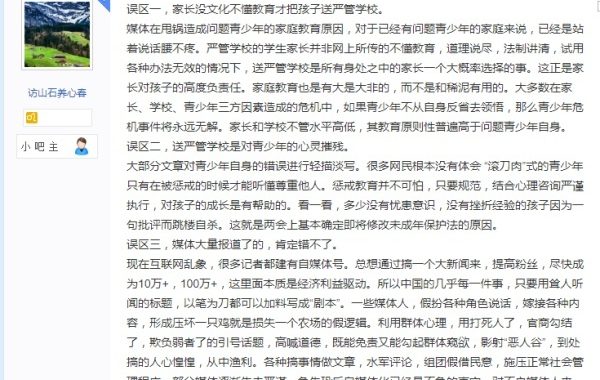 误区一，家长没文化不懂教育才把孩子送严管学校。
媒体在甩锅造成问题青少年的家庭教育原因，对于已经有问题青少年的家庭来说，已经是站
着说话腰不疼。严管学校的学生家长并非网上所传的不懂教育，道理说尽，法制讲清，试用
各种办法无效的情况下，送严管学校是所有身处之中的家长一个大概率选择的事。这正是家
长对孩子的高度负责任。家庭教育也是有大是大非的，而不是和稀泥有用的。大多数在家
长、学校、青少年三方因素造成的危机中，如果青少年不从自身反省去领悟，那么青少年危
机事件将永远无解。家长和学校不管水平高低，其教育原则性普遍高于问题青少年自身。
误区二，送严管学校是对青少年的心灵摧残。
大部分文章对青少年自身的错误进行轻描淡写。很多网民根本没有体会 “滚刀肉”式的青少年
只有在被惩戒的时候才能听懂尊重他人。惩戒教育并不可怕，只要规范，结合心理咨询严谨
执行，对孩子的成长是有帮助的。看一看，多少没有忧患意识，没有挫折经验的孩子因为一
句批评而跳楼自杀。这就是两会上基本确定即将修改未成年保护法的原因。
误区三，媒体大量报道了的，肯定错不了。
现在互联网乱象，很多记者都建有自媒体号。总想通过搞一个大新闻来，提高粉丝，尽快成
为10万+，100万+，这里面本质是经济利益驱动。所以中国的几乎每一件事，只要用耸人听
闻的标题，以笔为刀都可以加料写成“剧本”。一些媒体人，假扮各种角色说话，嫁接各种内
容，形成压坏一只鸡就是损失一个农场的假逻辑。利用群体心理，用打死人了，官商勾结
了，欺负弱者了的引号话题，高喊道德，既能免责又能勾起群体窥欲，影射“恶人谷”，到处
搞的人心惶惶，从中渔利。各种搞事情做文章，水军评论，组团假借民意，施压正常社会管
访山石养心春
小吧主